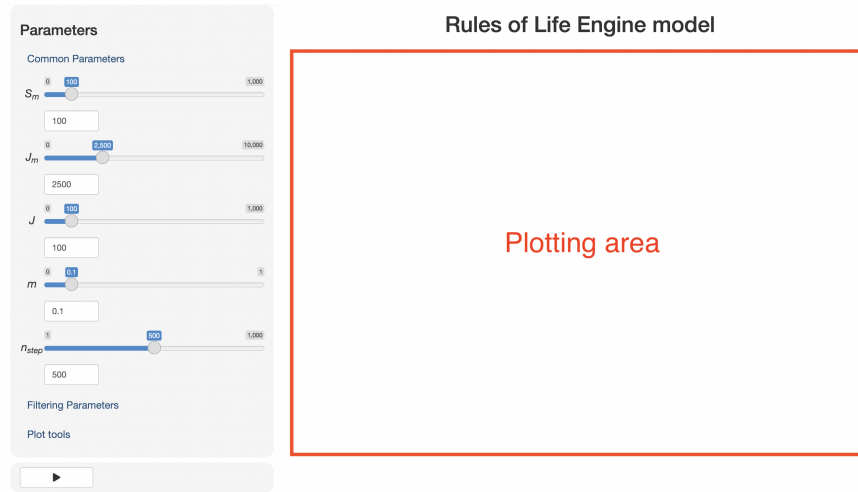 Parameters
Common Parameters
0 100 1,000
Sm
100
0 2,500 10,000
Jm
2500
0 100 1,000
J
100
0 0.1 1
m
0.1
1 500 1,000
nstep
500
Filtering Parameters
Plot tools
Rules of Life Engine model
Plotting area